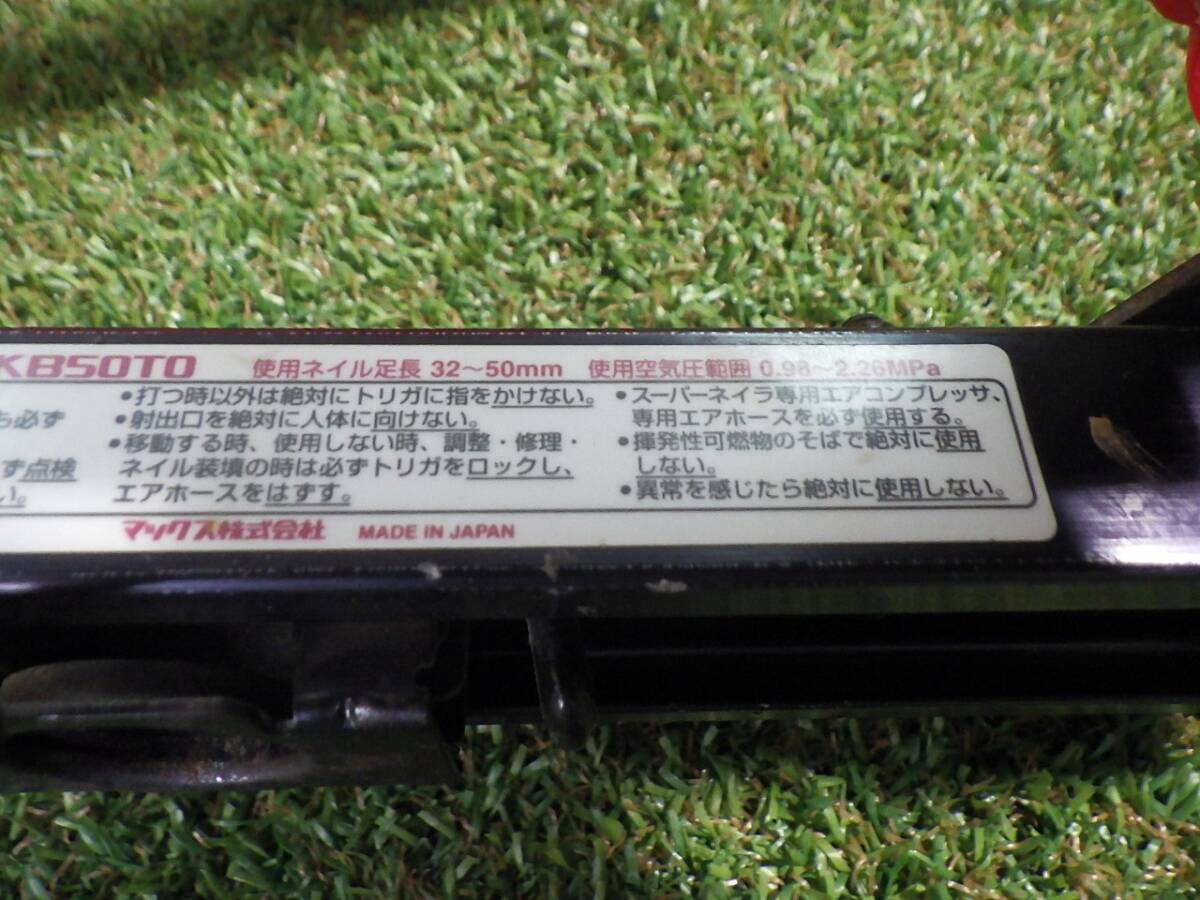 KB50TO 使用ネイル足長 32～50mm 使用空気圧範囲 0.98～2.26MPa
ち必ず
ず点検
い。
・打つ時以外は絶対にトリガに指をかけない。
・射出口を絶対に人体に向けない。
・移動する時、使用しない時、調整・修理・
ネイル装填の時は必ずトリガをロックし、
エアホースをはずす。
・スーパーネイラ専用エアコンプレッサ、
専用エアホースを必ず使用する。
・揮発性可燃物のそばで絶対に使用
しない。
・異常を感じたら絶対に使用しない。
マックス株式会社 MADE IN JAPAN